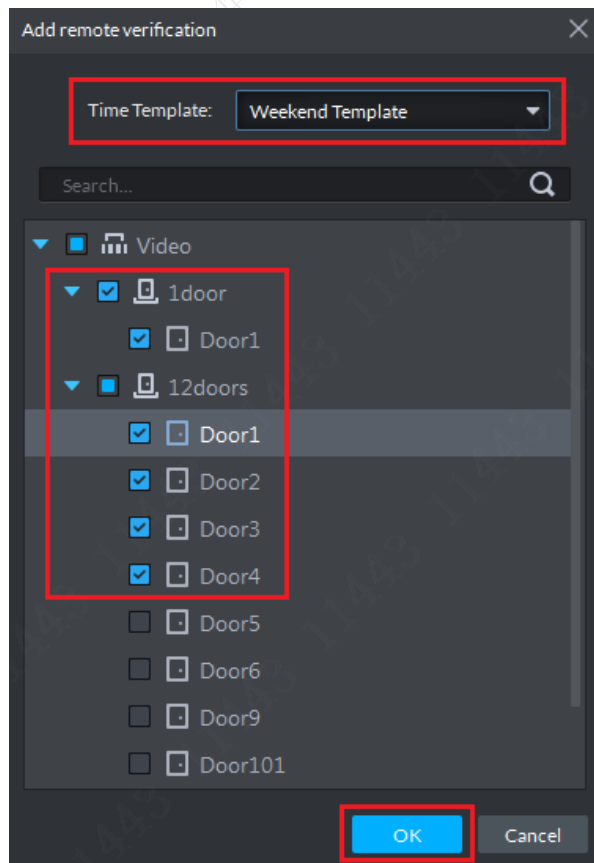 Add remote verification
Time Template: Weekend Template
Search...
Video
1door
Door1
12doors
Door1
Door2
Door3
Door4
Door5
Door6
Door9
Door101
OK Cancel